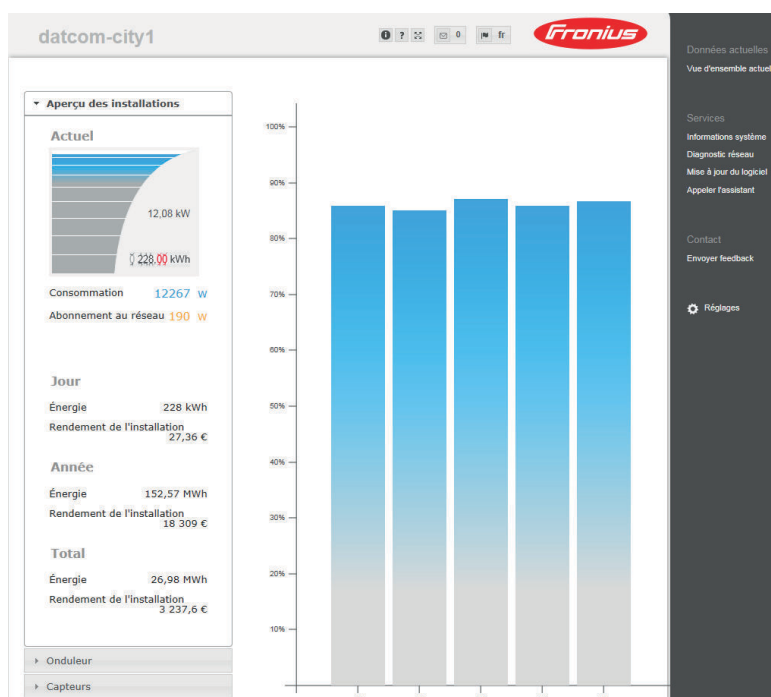 datcom-city1
i ? 0 fr
Fronius
Aperçu des installations
Actuel
12,08 kW
228,00 kWh
Consommation 12267 W
Abonnement au réseau 190 W
Jour
Énergie 228 kWh
Rendement de l'installation
27,36 €
Année
Énergie 152,57 MWh
Rendement de l'installation
18 309 €
Total
Énergie 26,98 MWh
Rendement de l'installation
3 237,6 €
Onduleur
Capteurs
100%
90%
80%
70%
60%
50%
40%
30%
20%
10%
Données actuelles
Vue d'ensemble actuel
Services
Informations système
Diagnostic réseau
Mise à jour du logiciel
Appeler l'assistant
Contact
Envoyer feedback
Réglages